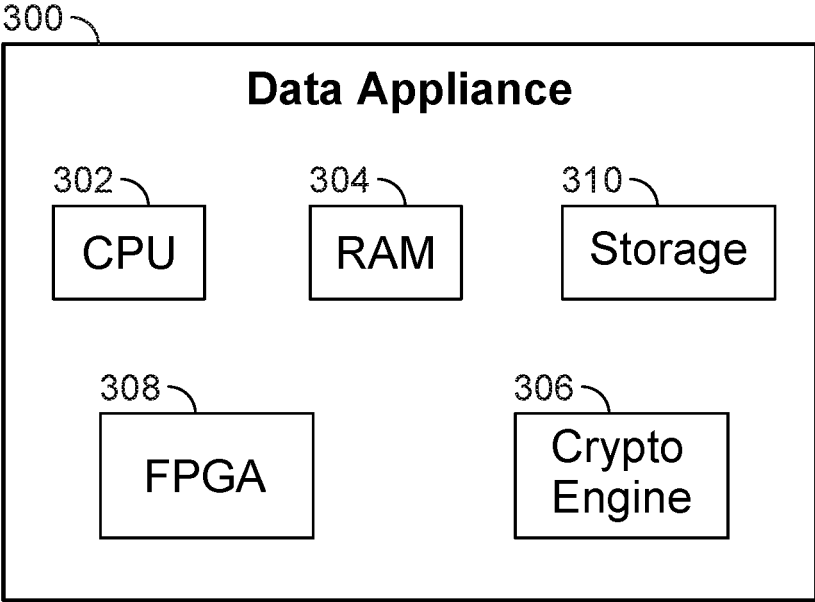 300
Data Appliance
302
CPU
304
RAM
310
Storage
308
FPGA
306
Crypto
Engine